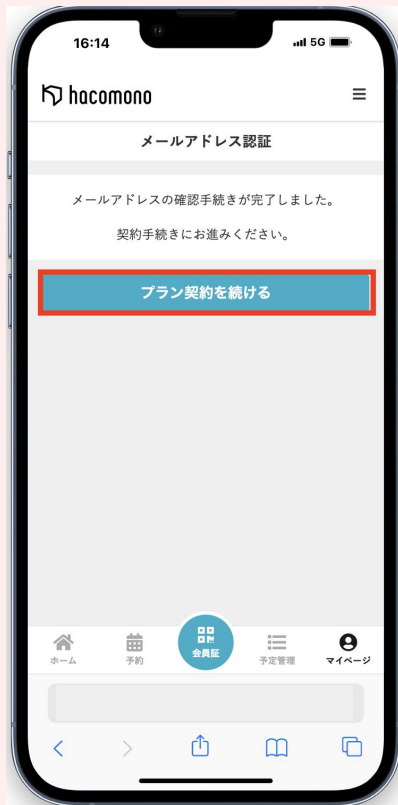 16:14
5G
hacomono
メールアドレス認証
メールアドレスの確認手続きが完了しました。
契約手続きにお進みください。
プラン契約を続ける
ホーム
予約
会員証
予定管理
マイページ